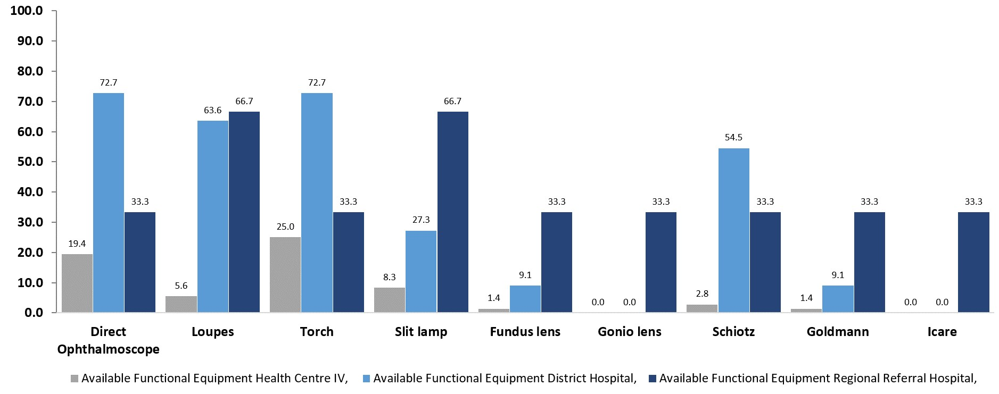 100.0
90.0
80.0
70.0
60.0
50.0
40.0
30.0
20.0
10.0
0.0
19.4
72.7
33.3
5.6
63.6
66.7
25.0
72.7
33.3
8.3
27.3
66.7
1.4
9.1
33.3
0.0
0.0
33.3
2.8
54.5
33.3
1.4
9.1
33.3
0.0
0.0
33.3
Direct
Ophthalmoscope
Loupes
Torch
Slit lamp
Fundus lens
Gonio lens
Schiotz
Goldmann
Icare
Available Functional Equipment Health Centre IV,
Available Functional Equipment District Hospital,
Available Functional Equipment Regional Referral Hospital,